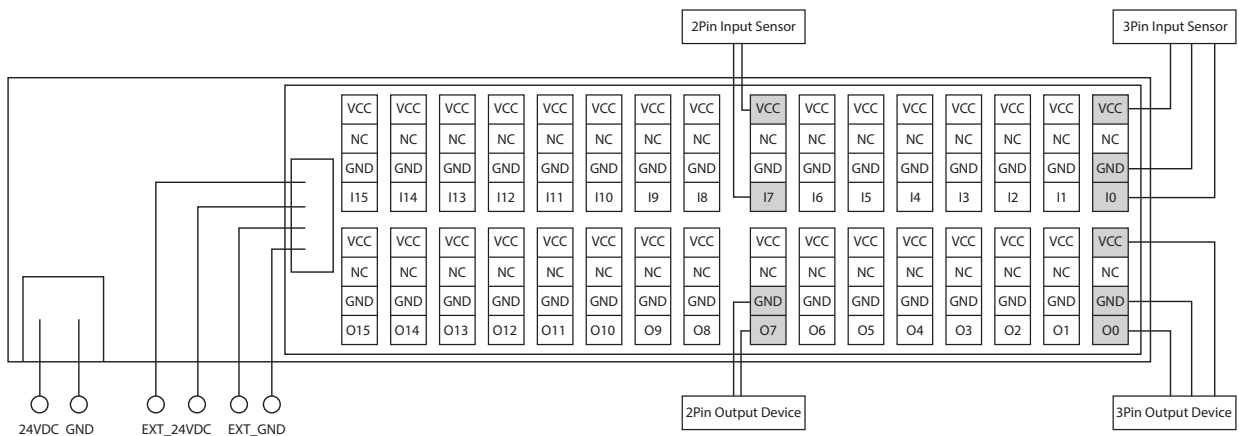 2Pin Input Sensor 3Pin Input Sensor
VCC VCC VCC VCC VCC VCC VCC VCC VCC VCC VCC VCC VCC VCC VCC VCC
NC NC NC NC NC NC NC NC NC NC NC NC NC NC NC NC
GND GND GND GND GND GND GND GND GND GND GND GND GND GND GND GND
I15 I14 I13 I12 I11 I10 I9 I8 I7 I6 I5 I4 I3 I2 I1 I0
VCC VCC VCC VCC VCC VCC VCC VCC VCC VCC VCC VCC VCC VCC VCC VCC
NC NC NC NC NC NC NC NC NC NC NC NC NC NC NC NC
GND GND GND GND GND GND GND GND GND GND GND GND GND GND GND GND
O15 O14 O13 O12 O11 O10 O9 O8 O7 O6 O5 O4 O3 O2 O1 O0
2Pin Output Device 3Pin Output Device
24VDC GND EXT_24VDC EXT_GND